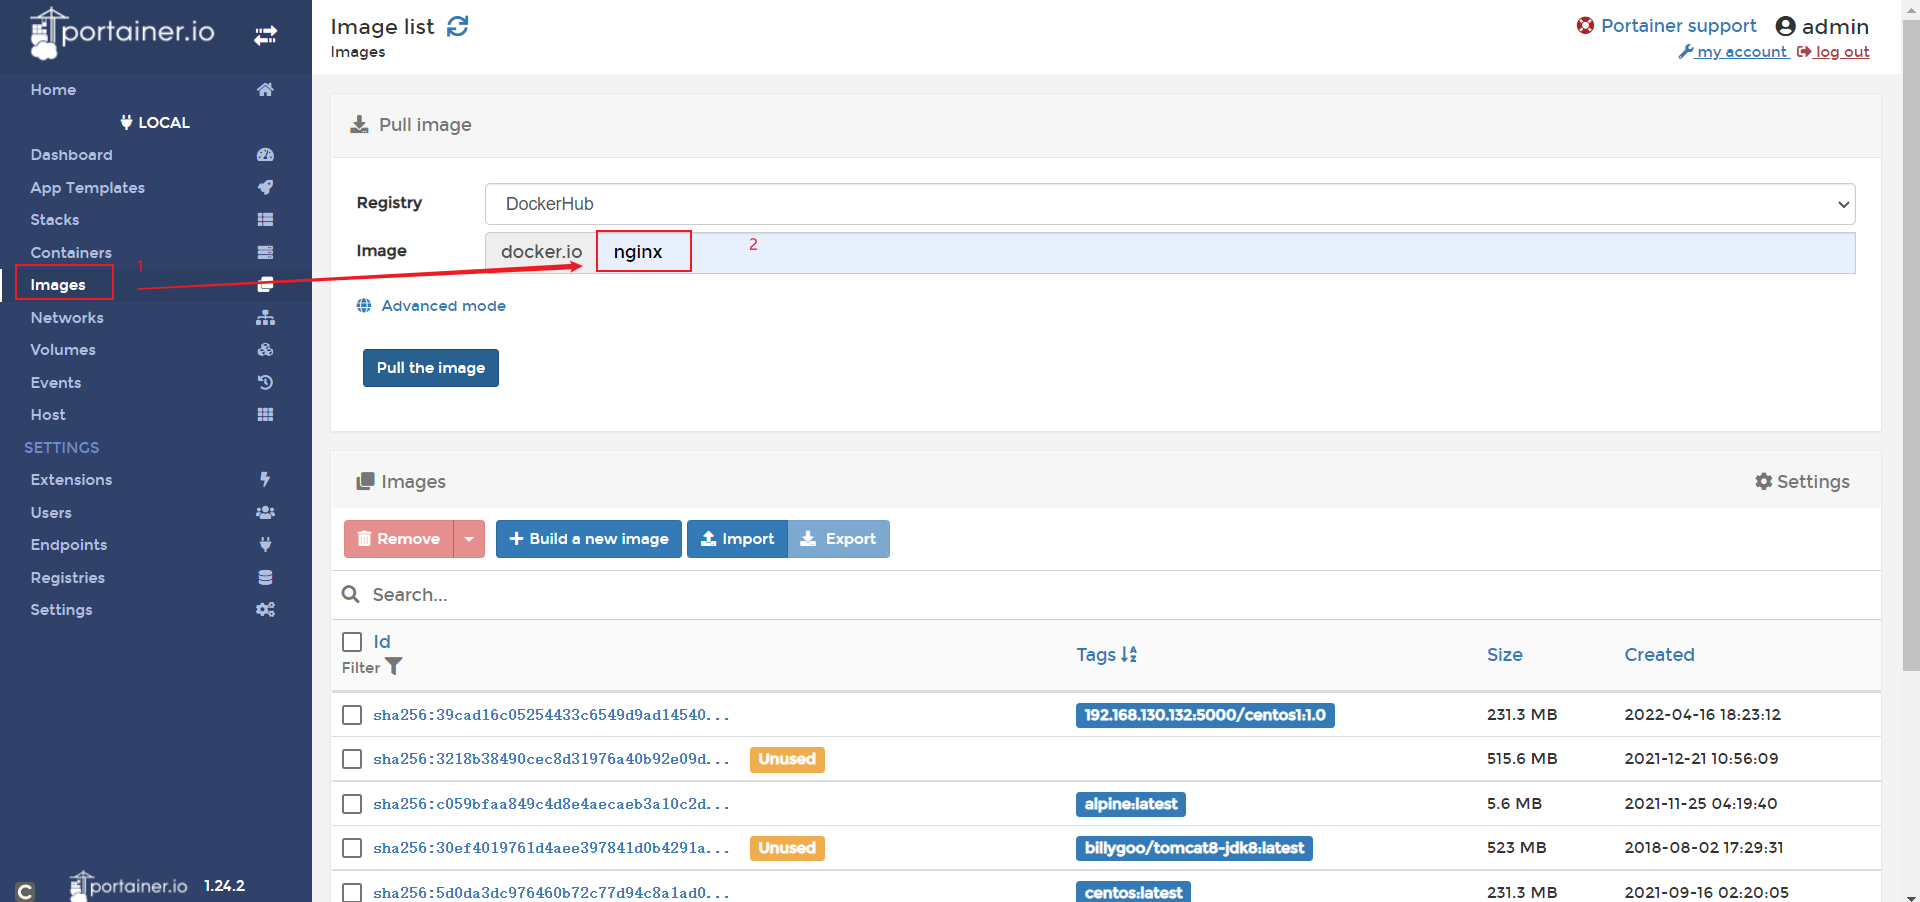 portainer.io
Home
LOCAL
Dashboard
App Templates
Stacks
Containers
1
Images
Networks
Volumes
Events
Host
SETTINGS
Extensions
Users
Endpoints
Registries
Settings
C
portainer.io 1.24.2
Image list
Images
Portainer support admin
my account log out
Pull image
Registry DockerHub
Image docker.io nginx 2
Advanced mode
Pull the image
Images Settings
Remove Build a new image Import Export
Search...
Id
Filter
Tags Size Created
sha256:39cad16c05254433c6549d9ad14540... 192.168.130.132:5000/centos1:1.0 231.3 MB 2022-04-16 18:23:12
sha256:3218b38490cec8d31976a40b92e09d... Unused 515.6 MB 2021-12-21 10:56:09
sha256:c059bfaa849c4d8e4aecaeb3a10c2d... alpine:latest 5.6 MB 2021-11-25 04:19:40
sha256:30ef4019761d4aee397841d0b4291a... Unused billygoo/tomcat8-jdk8:latest 523 MB 2018-08-02 17:29:31
sha256:5d0da3dc976460b72c77d94c8a1ad0... centos:latest 231.3 MB 2021-09-16 02:20:05